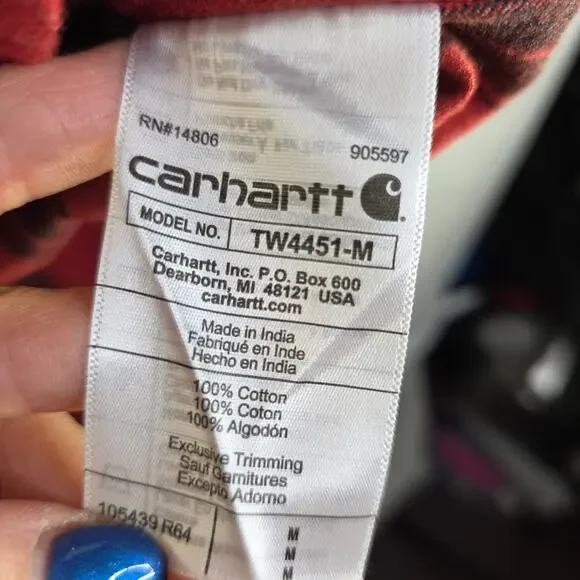 RN#14806
905597
carhartt
MODEL NO. TW4451-M
Carhartt, Inc. P.O. Box 600
Dearborn, MI 48121 USA
carhartt.com
Made in India
Fabriqué en Inde
Hecho en India
100% Cotton
100% Coton
100% Algodón
Exclusive Trimming
Sauf Garnitures
Excepto Adorno
105439 R64
M
M
M